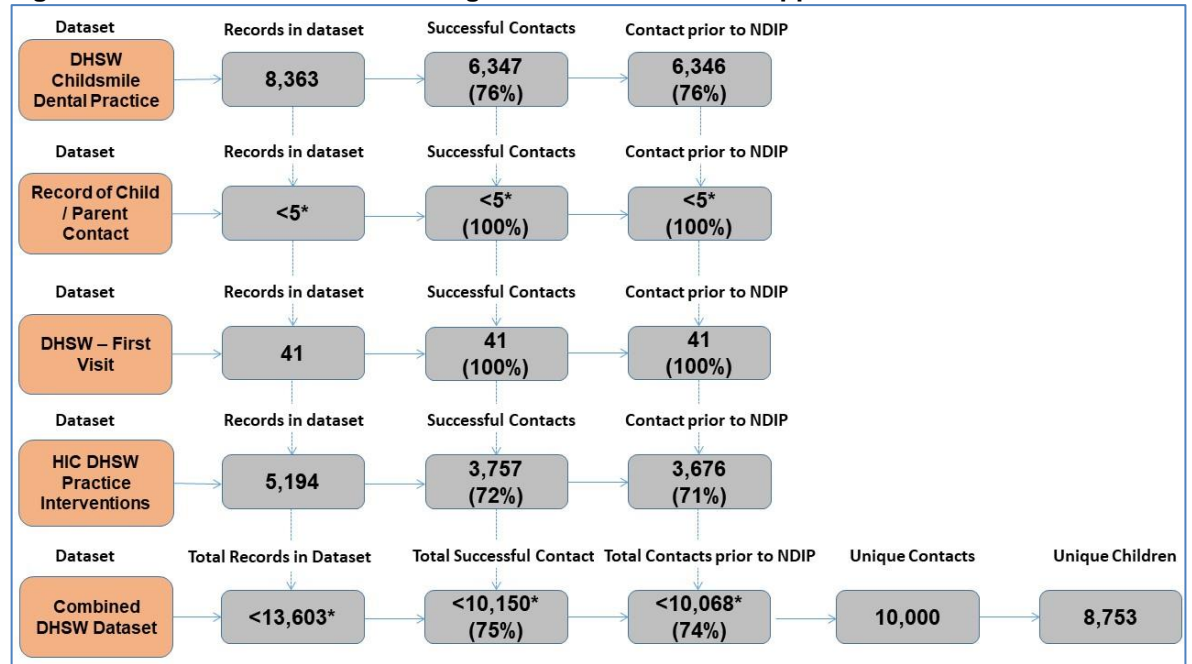 Dataset Records in dataset Successful Contacts Contact prior to NDIP
DHSW
Childsmile
Dental Practice
8,363
6,347
(76%)
6,346
(76%)
Dataset Records in dataset Successful Contacts Contact prior to NDIP
Record of Child
/ Parent
Contact
<5*
<5*
(100%)
<5*
(100%)
Dataset Records in dataset Successful Contacts Contact prior to NDIP
DHSW – First
Visit
41
41
(100%)
41
(100%)
Dataset Records in dataset Successful Contacts Contact prior to NDIP
HIC DHSW
Practice
Interventions
5,194
3,757
(72%)
3,676
(71%)
Dataset Total Records in Dataset Total Successful Contact Total Contacts prior to NDIP Unique Contacts Unique Children
Combined
DHSW Dataset
<13,603*
<10,150*
(75%)
<10,068*
(74%)
10,000
8,753